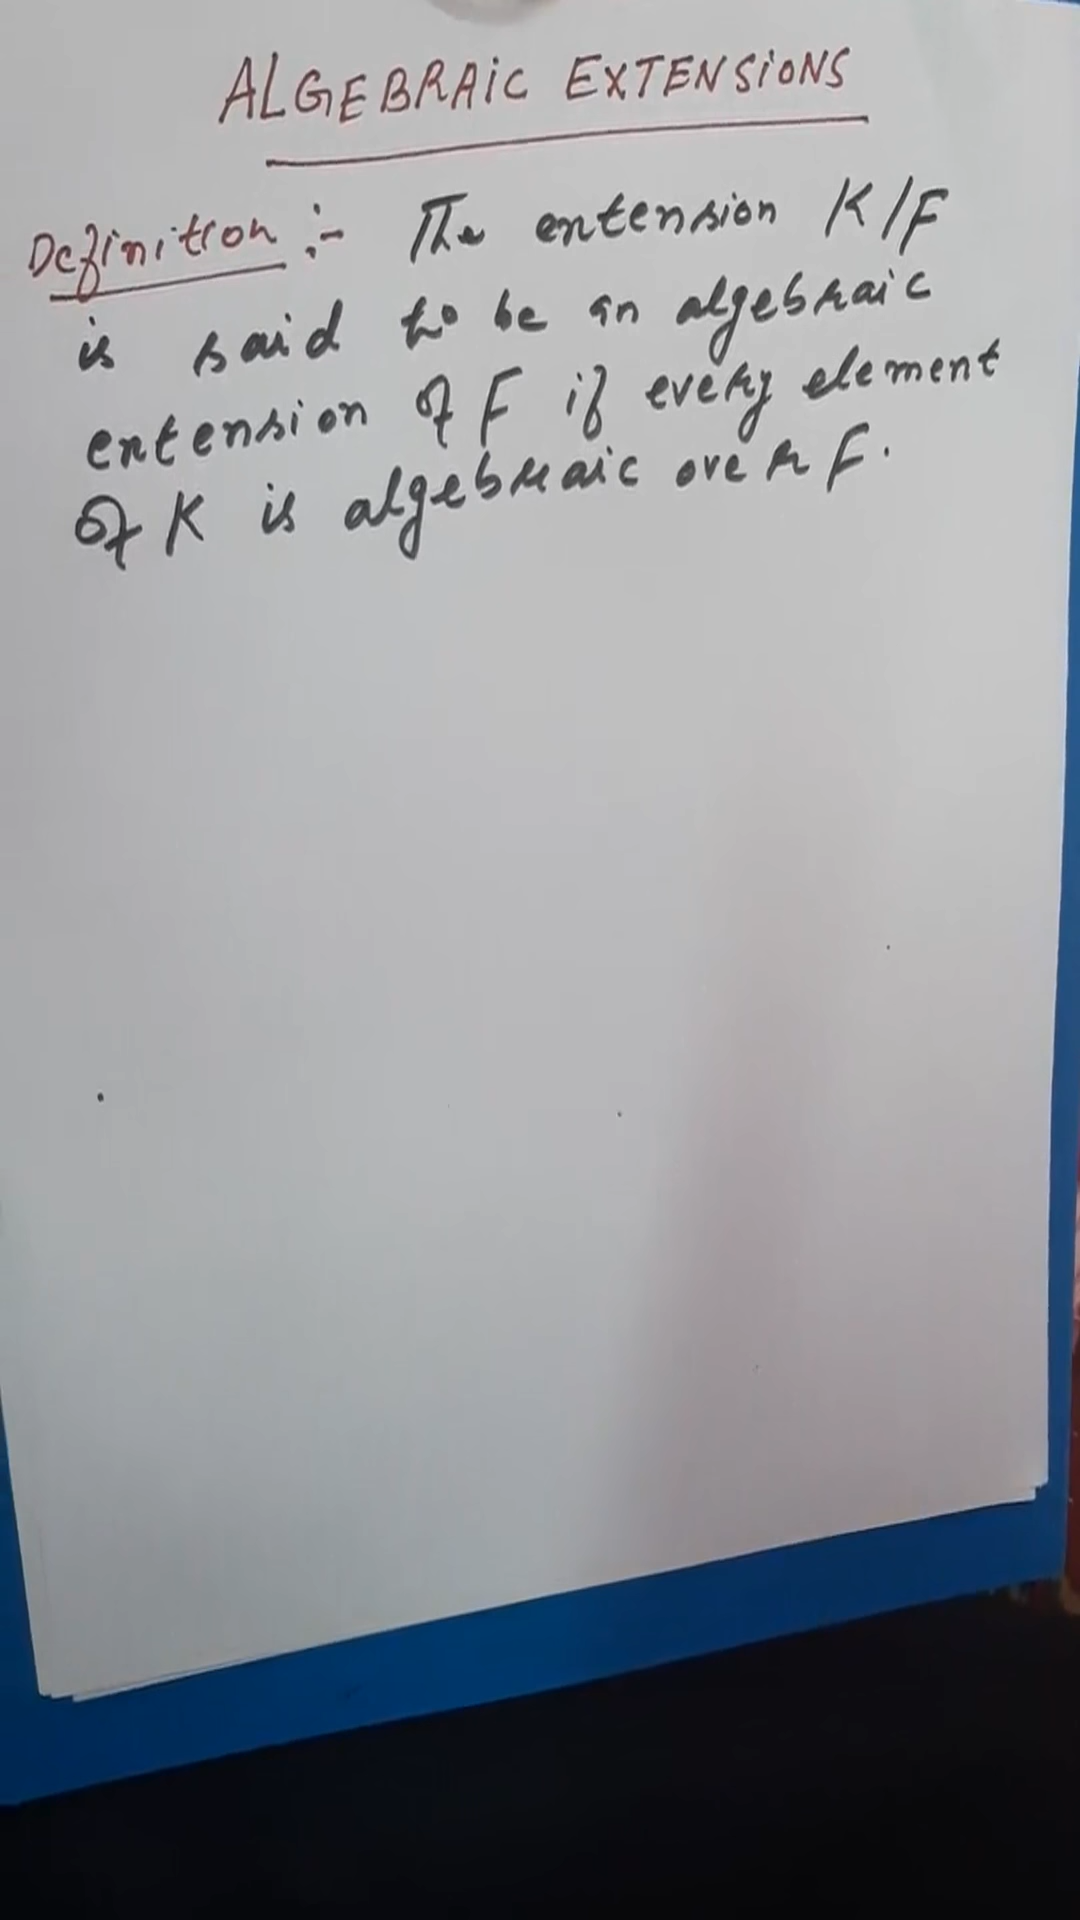 ALGEBRAIC EXTENSIONS
Definition :- The extension K/F
is said to be an algebraic
extension of F if every element
of K is algebraic over F.